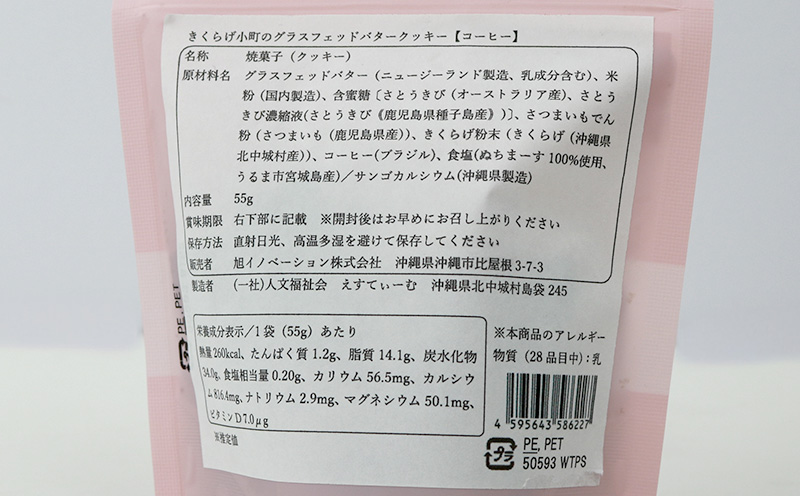 きくらげ小町のグラスフェッドバタークッキー【コーヒー】
名称 焼菓子（クッキー）
原材料名 グラスフェッドバター（ニュージーランド製造、乳成分含む）、米
粉（国内製造）、含蜜糖〔さとうきび（オーストラリア産）、さとう
きび濃縮液(さとうきび《鹿児島県種子島産》)〕、さつまいもでん
粉（さつまいも（鹿児島県産））、きくらげ粉末（きくらげ（沖縄県
北中城村産））、コーヒー(ブラジル)、食塩(ぬちまーす100%使用、
うるま市宮城島産)／サンゴカルシウム(沖縄県製造)
内容量 55g
賞味期限 右下部に記載 ※開封後はお早めにお召し上がりください
保存方法 直射日光、高温多湿を避けて保存してください
販売者 旭イノベーション株式会社 沖縄県沖縄市比屋根3-7-3
製造者 （一社)人文福祉会 えすてぃーむ 沖縄県北中城村島袋245
栄養成分表示／1袋（55g）あたり
熱量260kcal、たんぱく質1.2g、脂質14.1g、炭水化物
34.0g、食塩相当量0.20g、カリウム56.5mg、カルシウ
ム816.4mg、ナトリウム2.9mg、マグネシウム50.1mg、
ビタミンD7.0μg
※推定値
※本商品のアレルギー
物質（28品目中）：乳
4 595643 586227
プラ
PE, PET
50593 WTPS
PE, PET